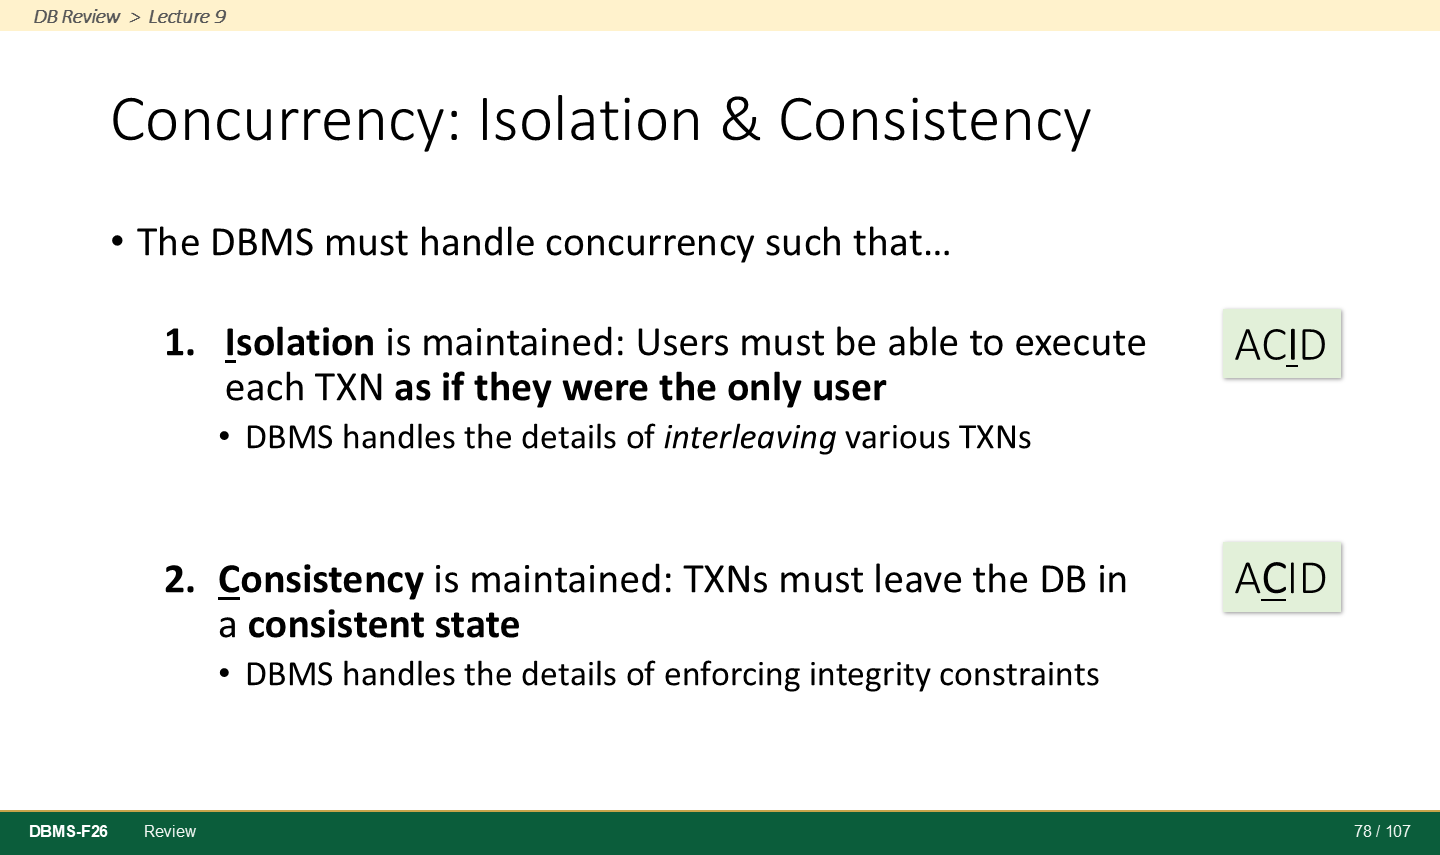 DB Review > Lecture 9
Concurrency: Isolation & Consistency
• The DBMS must handle concurrency such that…
1. Isolation is maintained: Users must be able to execute
each TXN as if they were the only user
ACID
• DBMS handles the details of interleaving various TXNs
2. Consistency is maintained: TXNs must leave the DB in
a consistent state
ACID
• DBMS handles the details of enforcing integrity constraints
DBMS-F26 Review 78 / 107